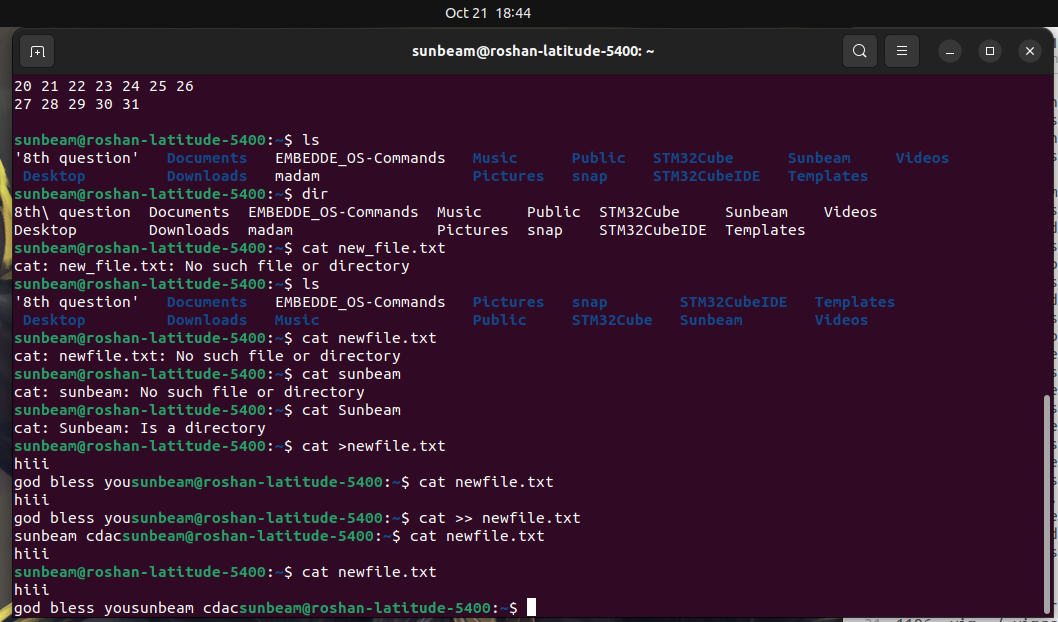 Oct 21 18:44
sunbeam@roshan-latitude-5400: ~
20 21 22 23 24 25 26
27 28 29 30 31
sunbeam@roshan-latitude-5400:~$ ls
'8th question' Documents EMBEDDE_OS-Commands Music Public STM32Cube Sunbeam Videos
Desktop Downloads madam Pictures snap STM32CubeIDE Templates
sunbeam@roshan-latitude-5400:~$ dir
8th\ question Documents EMBEDDE_OS-Commands Music Public STM32Cube Sunbeam Videos
Desktop Downloads madam Pictures snap STM32CubeIDE Templates
sunbeam@roshan-latitude-5400:~$ cat new_file.txt
cat: new_file.txt: No such file or directory
sunbeam@roshan-latitude-5400:~$ ls
'8th question' Documents EMBEDDE_OS-Commands Pictures snap STM32CubeIDE Templates
Desktop Downloads Music Public STM32Cube Sunbeam Videos
sunbeam@roshan-latitude-5400:~$ cat newfile.txt
cat: newfile.txt: No such file or directory
sunbeam@roshan-latitude-5400:~$ cat sunbeam
cat: sunbeam: No such file or directory
sunbeam@roshan-latitude-5400:~$ cat Sunbeam
cat: Sunbeam: Is a directory
sunbeam@roshan-latitude-5400:~$ cat >newfile.txt
hiii
god bless yousunbeam@roshan-latitude-5400:~$ cat newfile.txt
hiii
god bless yousunbeam@roshan-latitude-5400:~$ cat >> newfile.txt
sunbeam cdacsunbeam@roshan-latitude-5400:~$ cat newfile.txt
hiii
sunbeam@roshan-latitude-5400:~$ cat newfile.txt
hiii
god bless yousunbeam cdacsunbeam@roshan-latitude-5400:~$